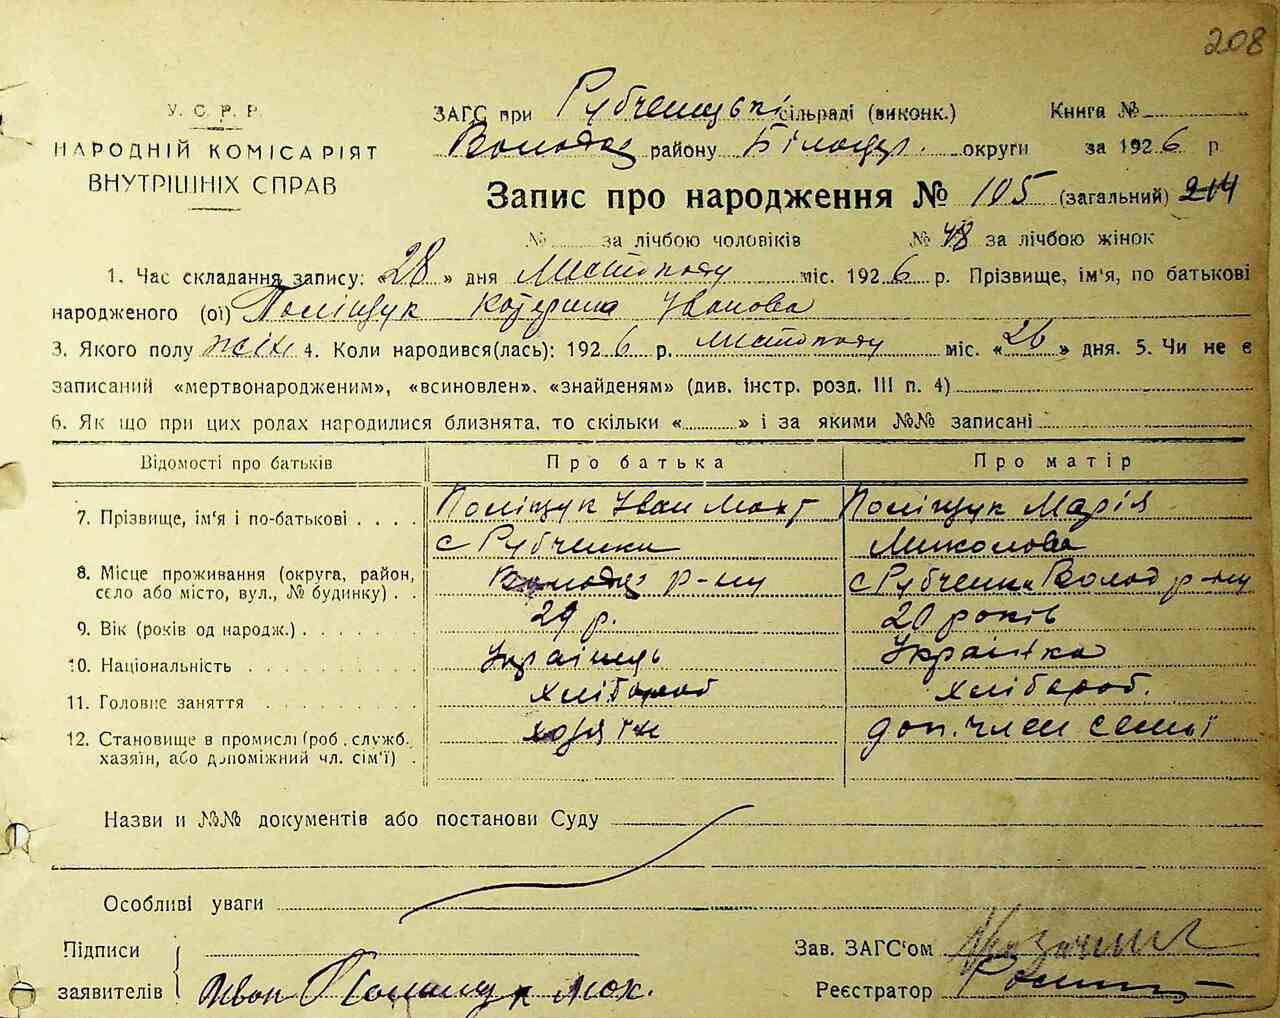 208
У. С. Р. Р.
НАРОДНІЙ КОМІСАРІЯТ
ВНУТРІШНІХ СПРАВ
ЗАГС при Рубченцькі сільраді (виконк.) Книга №
Володар району Білоцер. округи за 1926 р
Запис про народження № 105 (загальний) 214
№ за лічбою чоловіків № 48 за лічбою жінок
1. Час складання запису: «28» дня Листопаду міс. 1926 р. Прізвище, ім'я, по батькові
народженого (ої) Поліщук Катерина Іванова
3. Якого полу жін 4. Коли народився(лась): 1926 р. листопаду міс. «26» дня. 5. Чи не є
записаний «мертвонародженим», «всиновлен», «знайденям» (див. інстр. розд. III п. 4)
6. Як що при цих родах народилися близнята, то скільки « » і за якими №№ записані
Відомості про батьків Про батька Про матір
7. Прізвище, ім'я і по-батькові . . . . Поліщук Іван Мокт Поліщук Марія
с Рубченки Миколова
8. Місце проживання (округа, район, село або місто, вул., № будинку) . . Володар р-ну с Рубченки Волод р-ну
9. Вік (років од народж.) . . . . . . . 29 р. 20 років
10. Національність . . . . . . . . . . Українець Українка
11. Головне заняття . . . . . . . . . хлібороб хлібороб.
12. Становище в промислі (роб., служб. хазяїн, або допоміжний чл. сім'ї) . хозяїн доп. член семьї
Назви и №№ документів або постанови Суду
Особливі уваги
Підписи
заявителів Иван Полищук мок.
Зав. ЗАГС'ом
Реєстратор